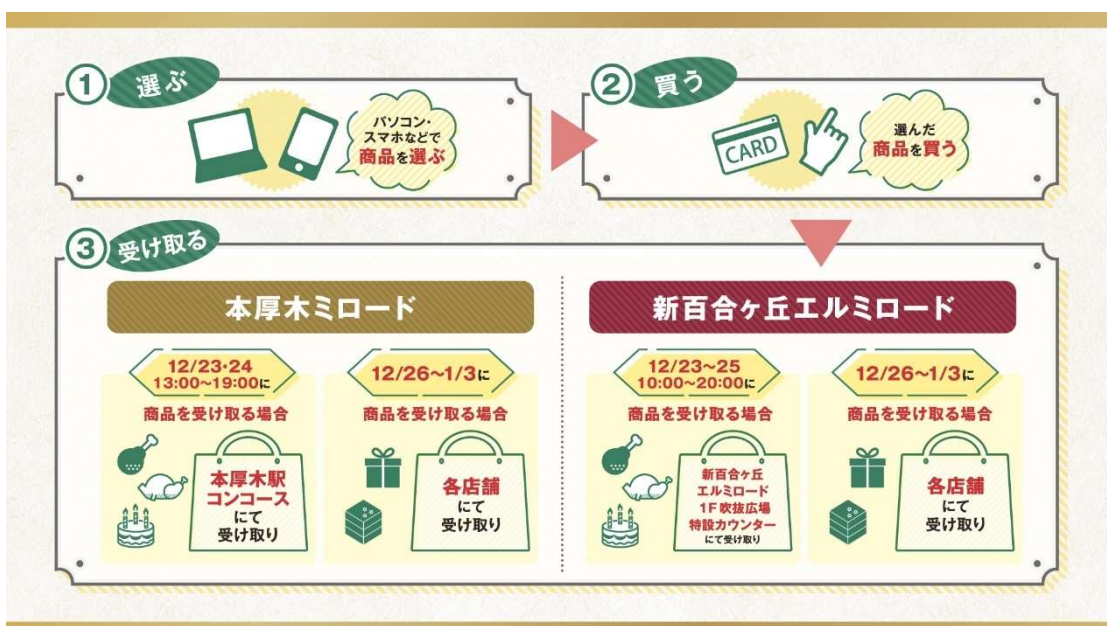 ① 選ぶ
パソコン・
スマホなどで
商品を選ぶ
② 買う
CARD
選んだ
商品を買う
③ 受け取る
本厚木ミロード
12/23・24
13:00〜19:00に
商品を受け取る場合
本厚木駅
コンコース
にて
受け取り
12/26〜1/3に
商品を受け取る場合
各店舗
にて
受け取り
新百合ヶ丘エルミロード
12/23〜25
10:00〜20:00に
商品を受け取る場合
新百合ヶ丘
エルミロード
1F吹抜広場
特設カウンター
にて受け取り
12/26〜1/3に
商品を受け取る場合
各店舗
にて
受け取り